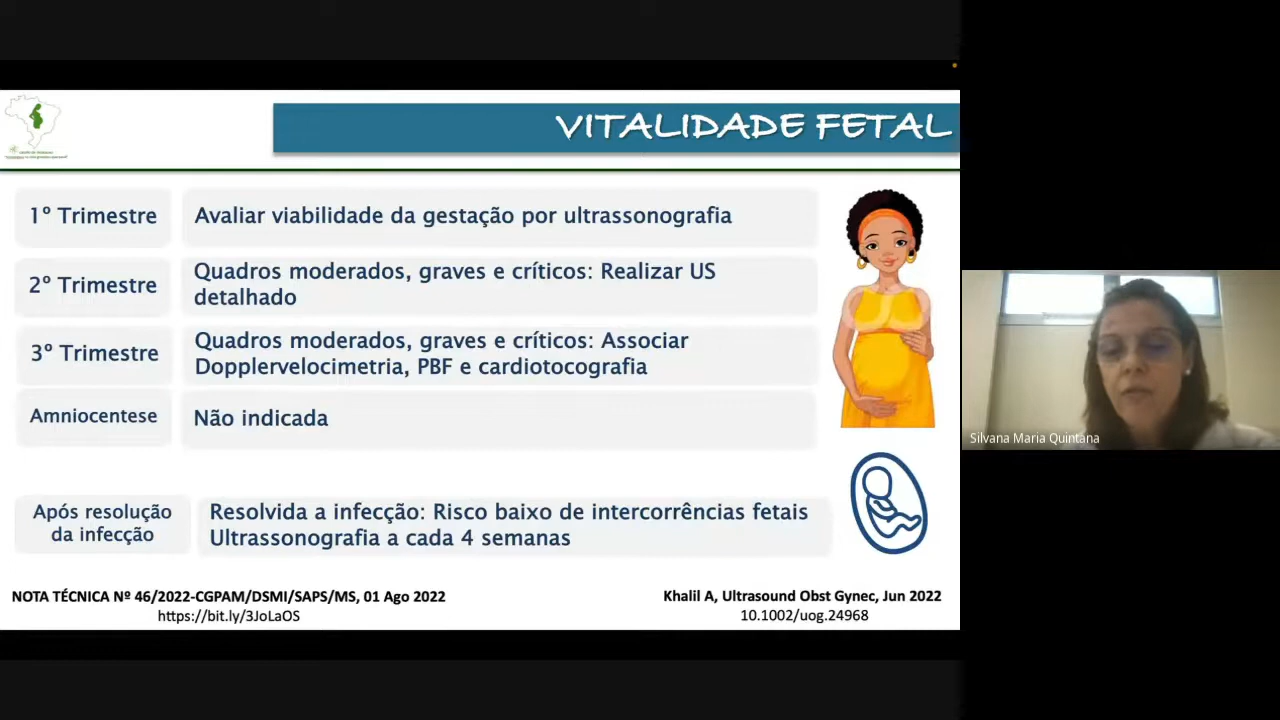 VITALIDADE FETAL
1º Trimestre
Avaliar viabilidade da gestação por ultrassonografia
2º Trimestre
Quadros moderados, graves e críticos: Realizar US
detalhado
3º Trimestre
Quadros moderados, graves e críticos: Associar
Dopplervelocimetria, PBF e cardiotocografia
Amniocentese
Não indicada
Após resolução
da infecção
Resolvida a infecção: Risco baixo de intercorrências fetais
Ultrassonografia a cada 4 semanas
NOTA TÉCNICA Nº 46/2022-CGPAM/DSMI/SAPS/MS, 01 Ago 2022
https://bit.ly/3JoLaOS
Khalil A, Ultrasound Obst Gynec, Jun 2022
10.1002/uog.24968
Silvana Maria Quintana